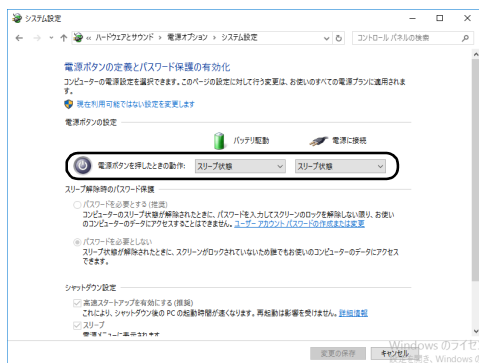 システム設定
« ハードウェアとサウンド › 電源オプション › システム設定
コントロール パネルの検索
電源ボタンの定義とパスワード保護の有効化
コンピューターの電源設定を選択できます。このページの設定に対して行う変更は、お使いのすべての電源プランに適用されま
す。
現在利用可能ではない設定を変更します
電源ボタンの設定
バッテリ駆動 電源に接続
電源ボタンを押したときの動作: スリープ状態 スリープ状態
スリープ解除時のパスワード保護
パスワードを必要とする (推奨)
コンピューターのスリープ状態が解除されたときに、パスワードを入力してスクリーンのロックを解除しない限り、お使い
のコンピューターのデータにアクセスすることはできません。ユーザー アカウント パスワードの作成または変更
パスワードを必要としない
スリープ状態が解除されたときに、スクリーンがロックされていないため誰でもお使いのコンピューターのデータにアクセス
できます。
シャットダウン設定
高速スタートアップを有効にする (推奨)
これにより、シャットダウン後の PC の起動時間が速くなります。再起動は影響を受けません。詳細情報
スリープ
電源メニューに表示されます。
変更の保存 キャンセル
Windows のライセ
設定を開き、Windows の